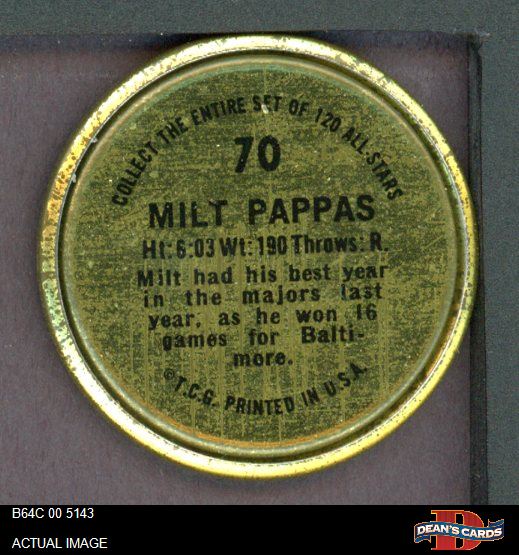 COLLECT THE ENTIRE SET OF 120 ALL-STARS
70
MILT PAPPAS
Ht: 6:03 Wt: 190 Throws: R.
Milt had his best year
in the majors last
year, as he won 16
games for Balti-
more.
© T.C.G. PRINTED IN U.S.A.
B64C 00 5143
ACTUAL IMAGE
D
DEAN'S CARDS